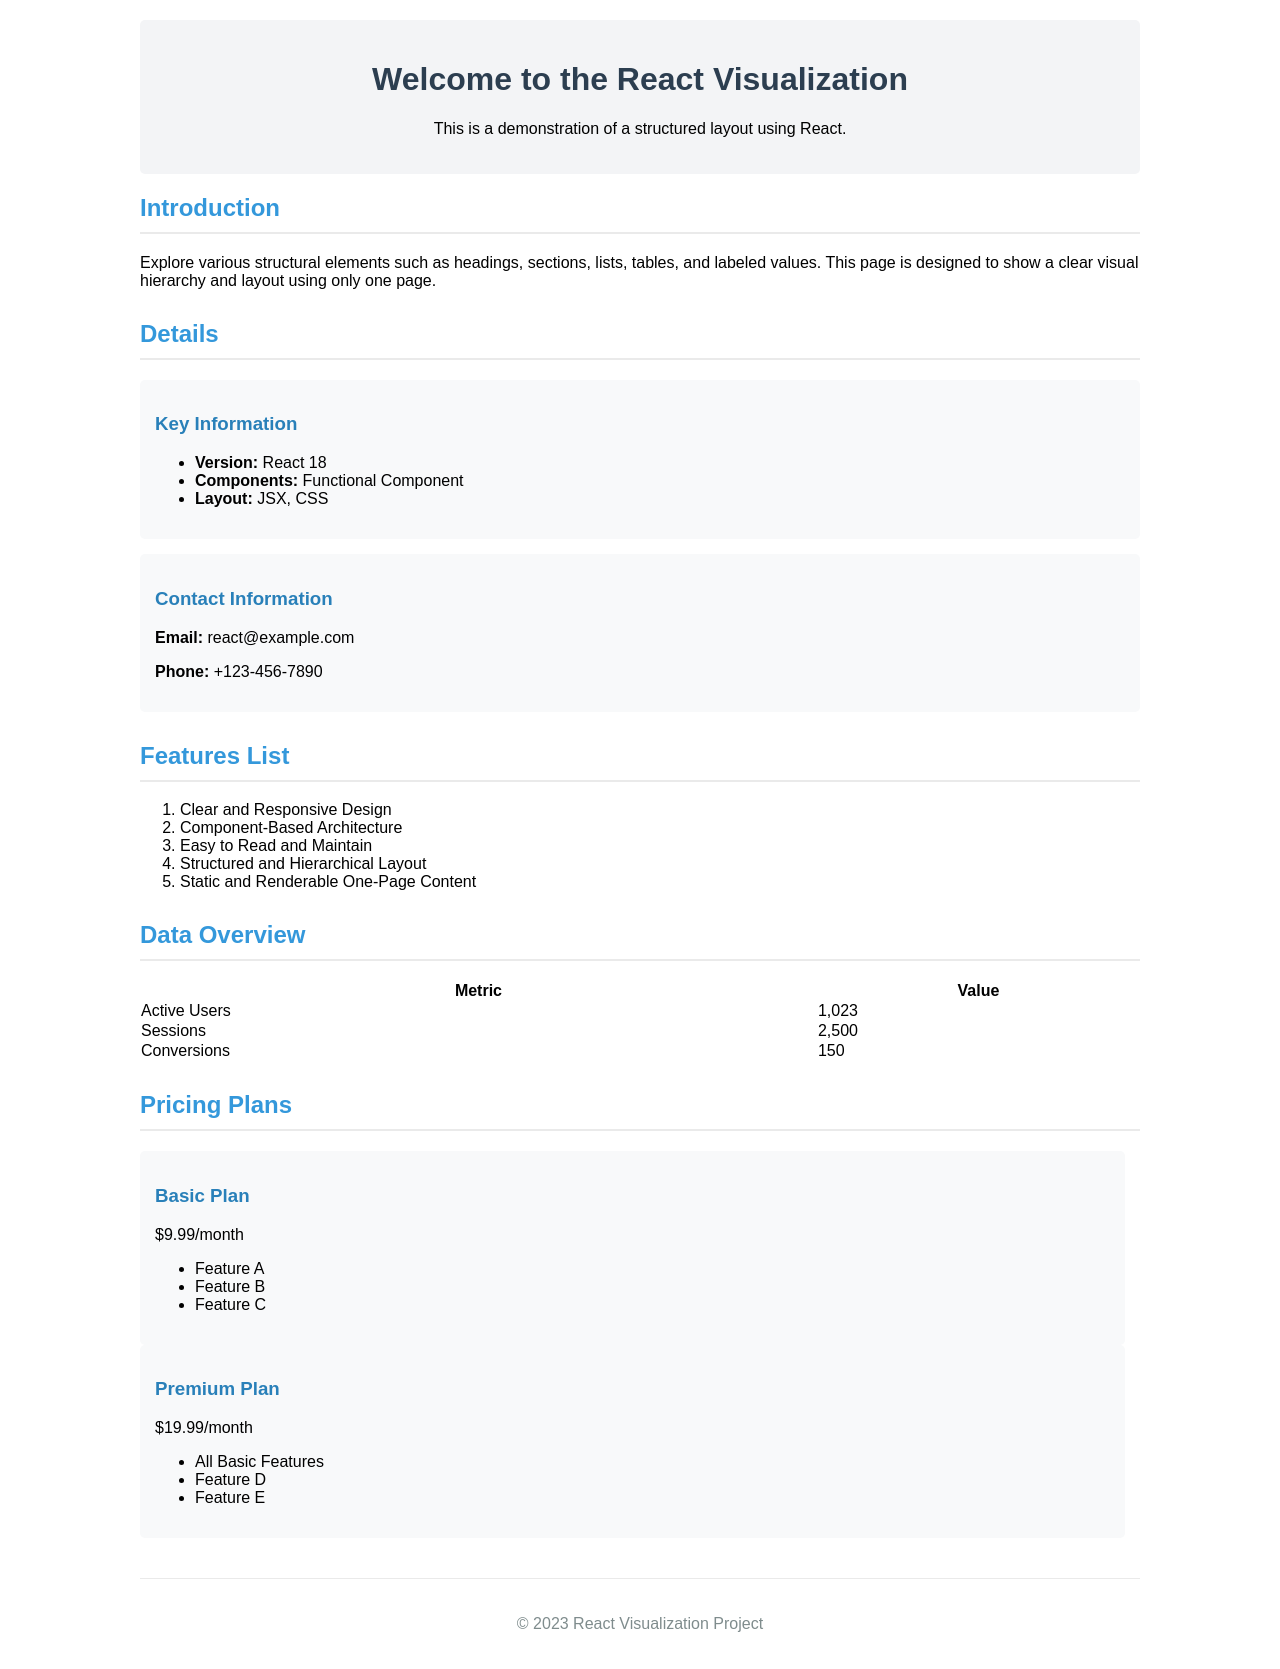 Welcome to the React Visualization
This is a demonstration of a structured layout using React.
Introduction
Explore various structural elements such as headings, sections, lists, tables, and labeled values. This page is designed to show a clear visual
hierarchy and layout using only one page.
Details
Key Information
• Version: React 18
• Components: Functional Component
• Layout: JSX, CSS
Contact Information
Email: react@example.com
Phone: +123-456-7890
Features List
1. Clear and Responsive Design
2. Component-Based Architecture
3. Easy to Read and Maintain
4. Structured and Hierarchical Layout
5. Static and Renderable One-Page Content
Data Overview
Metric Value
Active Users 1,023
Sessions 2,500
Conversions 150
Pricing Plans
Basic Plan
$9.99/month
• Feature A
• Feature B
• Feature C
Premium Plan
$19.99/month
• All Basic Features
• Feature D
• Feature E
© 2023 React Visualization Project